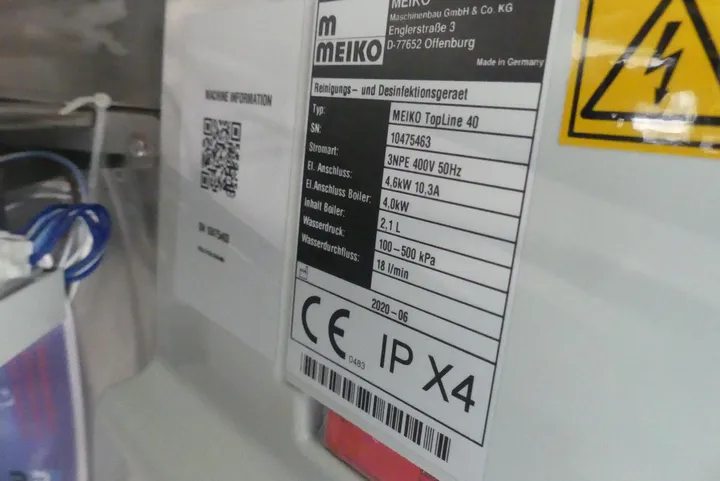 MACHINE INFORMATION
SN: 10475463
m
MEIKO
MEIKO
Maschinenbau GmbH & Co. KG
Englerstraße 3
D-77652 Offenburg
Made in Germany
Reinigungs- und Desinfektionsgeraet
Typ: MEIKO TopLine 40
SN: 10475463
Stromart: 3NPE 400V 50Hz
El. Anschluss: 4,6kW 10,3A
El.Anschluss Boiler: 4,0kW
Inhalt Boiler: 2,1 L
Wasserdruck: 100-500 kPa
Wasserdurchfluss: 18 l/min
2020-06
CE 0483 IP X4